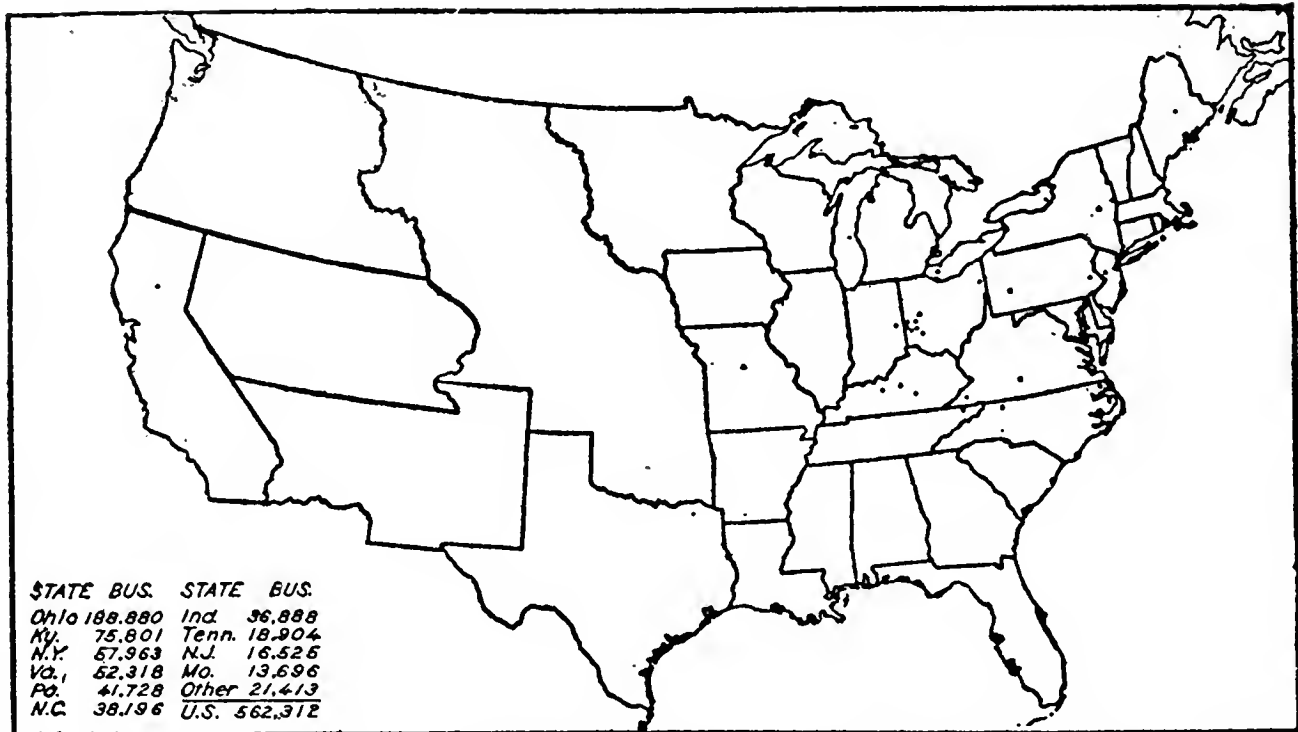 STATE BUS. STATE BUS.
Ohio 188.880 Ind. 36,888
Ky. 75.801 Tenn. 18,904
N.Y. 57,963 N.J. 16,525
Va., 52,318 Mo. 13,696
Pa. 41,728 Other 21,413
N.C. 38,196 U.S. 562,312